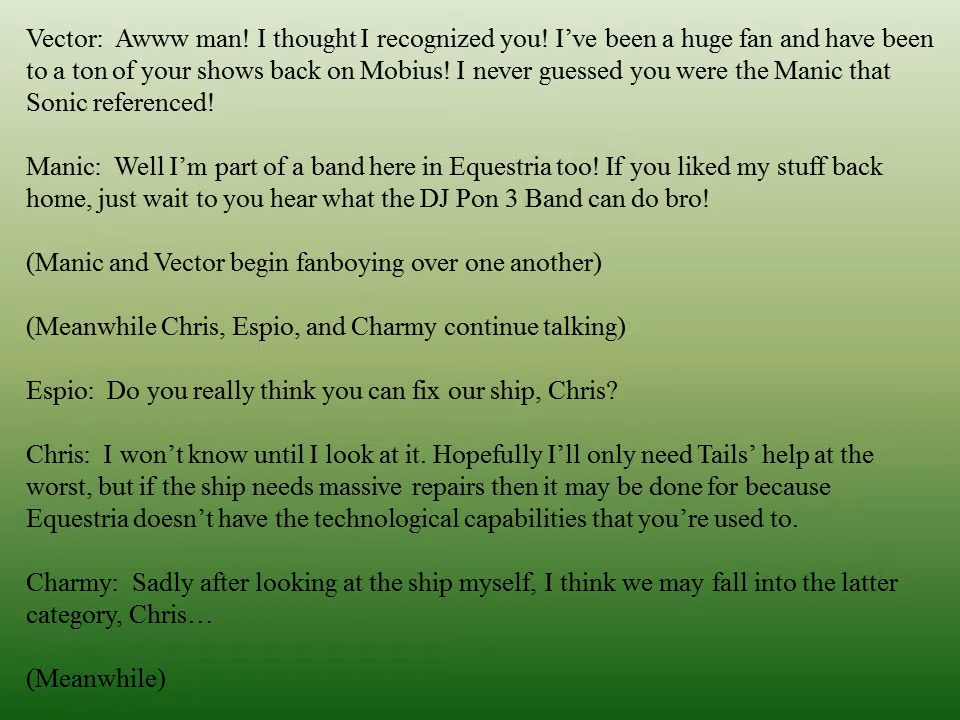 Vector:  Awww man! I thought I recognized you! I’ve been a huge fan and have been
to a ton of your shows back on Mobius! I never guessed you were the Manic that
Sonic referenced!
Manic:  Well I’m part of a band here in Equestria too! If you liked my stuff back
home, just wait to you hear what the DJ Pon 3 Band can do bro!
(Manic and Vector begin fanboying over one another)
(Meanwhile Chris, Espio, and Charmy continue talking)
Espio:  Do you really think you can fix our ship, Chris?
Chris:  I won’t know until I look at it. Hopefully I’ll only need Tails’ help at the
worst, but if the ship needs massive repairs then it may be done for because
Equestria doesn’t have the technological capabilities that you’re used to.
Charmy:  Sadly after looking at the ship myself, I think we may fall into the latter
category, Chris…
(Meanwhile)